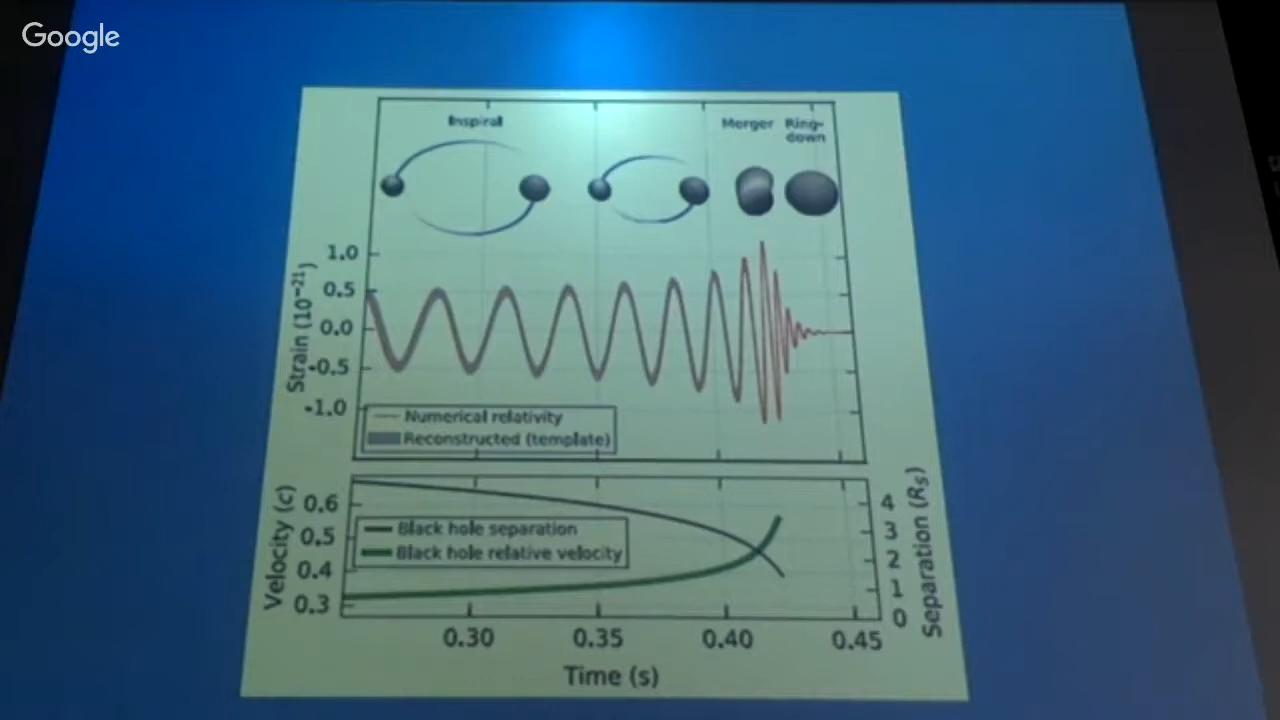 Google
Inspiral
Merger
Ring-
down
Strain (10⁻²¹)
1.0
0.5
0.0
-0.5
-1.0
Numerical relativity
Reconstructed (template)
Velocity (c)
0.6
0.5
0.4
0.3
Black hole separation
Black hole relative velocity
4
3
2
1
0
Separation (R_S)
0.30
0.35
0.40
0.45
Time (s)